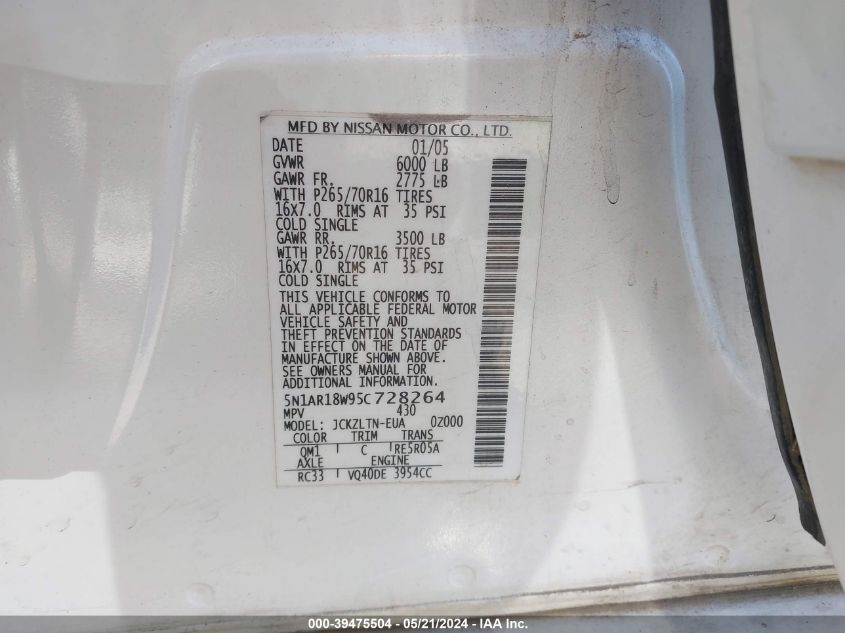 MFD BY NISSAN MOTOR CO., LTD.
DATE 01/05
GVWR 6000 LB
GAWR FR. 2775 LB
WITH P265/70R16 TIRES
16X7.0 RIMS AT 35 PSI
COLD SINGLE
GAWR RR. 3500 LB
WITH P265/70R16 TIRES
16X7.0 RIMS AT 35 PSI
COLD SINGLE
THIS VEHICLE CONFORMS TO
ALL APPLICABLE FEDERAL MOTOR
VEHICLE SAFETY AND
THEFT PREVENTION STANDARDS
IN EFFECT ON THE DATE OF
MANUFACTURE SHOWN ABOVE.
SEE OWNERS MANUAL FOR
ADDITIONAL INFORMATION.
5N1AR18W95C728264
MPV 430
MODEL: JCKZLTN-EUA 0Z000
COLOR TRIM TRANS
QM1 C RE5R05A
AXLE ENGINE
RC33 VQ40DE 3954CC
000-39475504 - 05/21/2024 - IAA Inc.